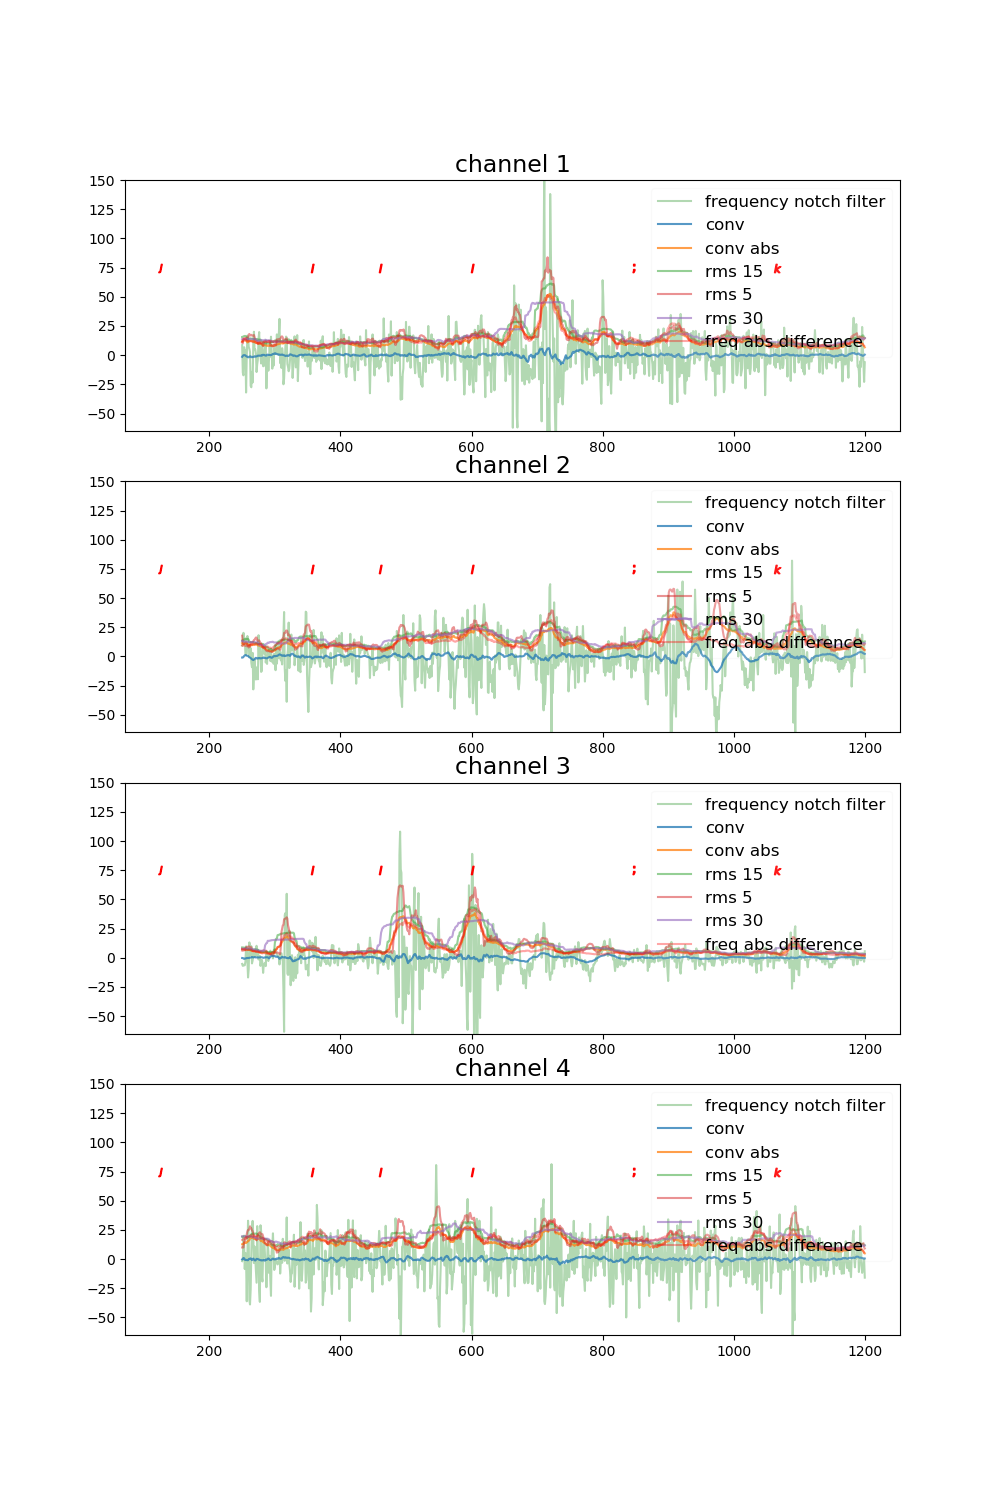 channel 1
150
125
100
75
50
25
0
−25
−50
J l l l ; k
frequency notch filter
conv
conv abs
rms 15
rms 5
rms 30
freq abs difference
200 400 600 800 1000 1200
channel 2
150
125
100
75
50
25
0
−25
−50
J l l l ; k
frequency notch filter
conv
conv abs
rms 15
rms 5
rms 30
freq abs difference
200 400 600 800 1000 1200
channel 3
150
125
100
75
50
25
0
−25
−50
J l l l ; k
frequency notch filter
conv
conv abs
rms 15
rms 5
rms 30
freq abs difference
200 400 600 800 1000 1200
channel 4
150
125
100
75
50
25
0
−25
−50
J l l l ; k
frequency notch filter
conv
conv abs
rms 15
rms 5
rms 30
freq abs difference
200 400 600 800 1000 1200